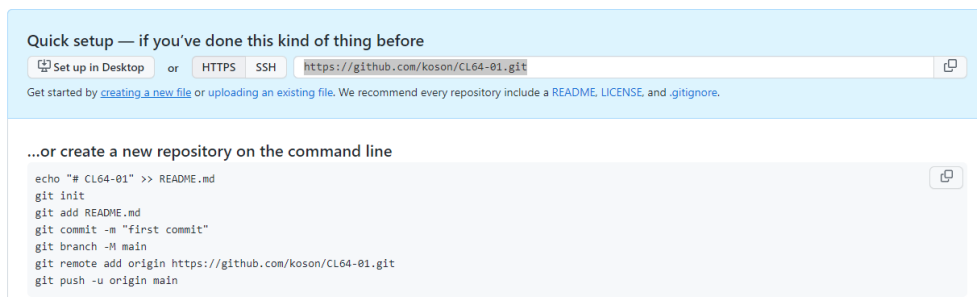 Quick setup — if you’ve done this kind of thing before
Set up in Desktop or HTTPS SSH https://github.com/koson/CL64-01.git
Get started by creating a new file or uploading an existing file. We recommend every repository include a README, LICENSE, and .gitignore.
...or create a new repository on the command line
echo "# CL64-01" >> README.md
git init
git add README.md
git commit -m "first commit"
git branch -M main
git remote add origin https://github.com/koson/CL64-01.git
git push -u origin main